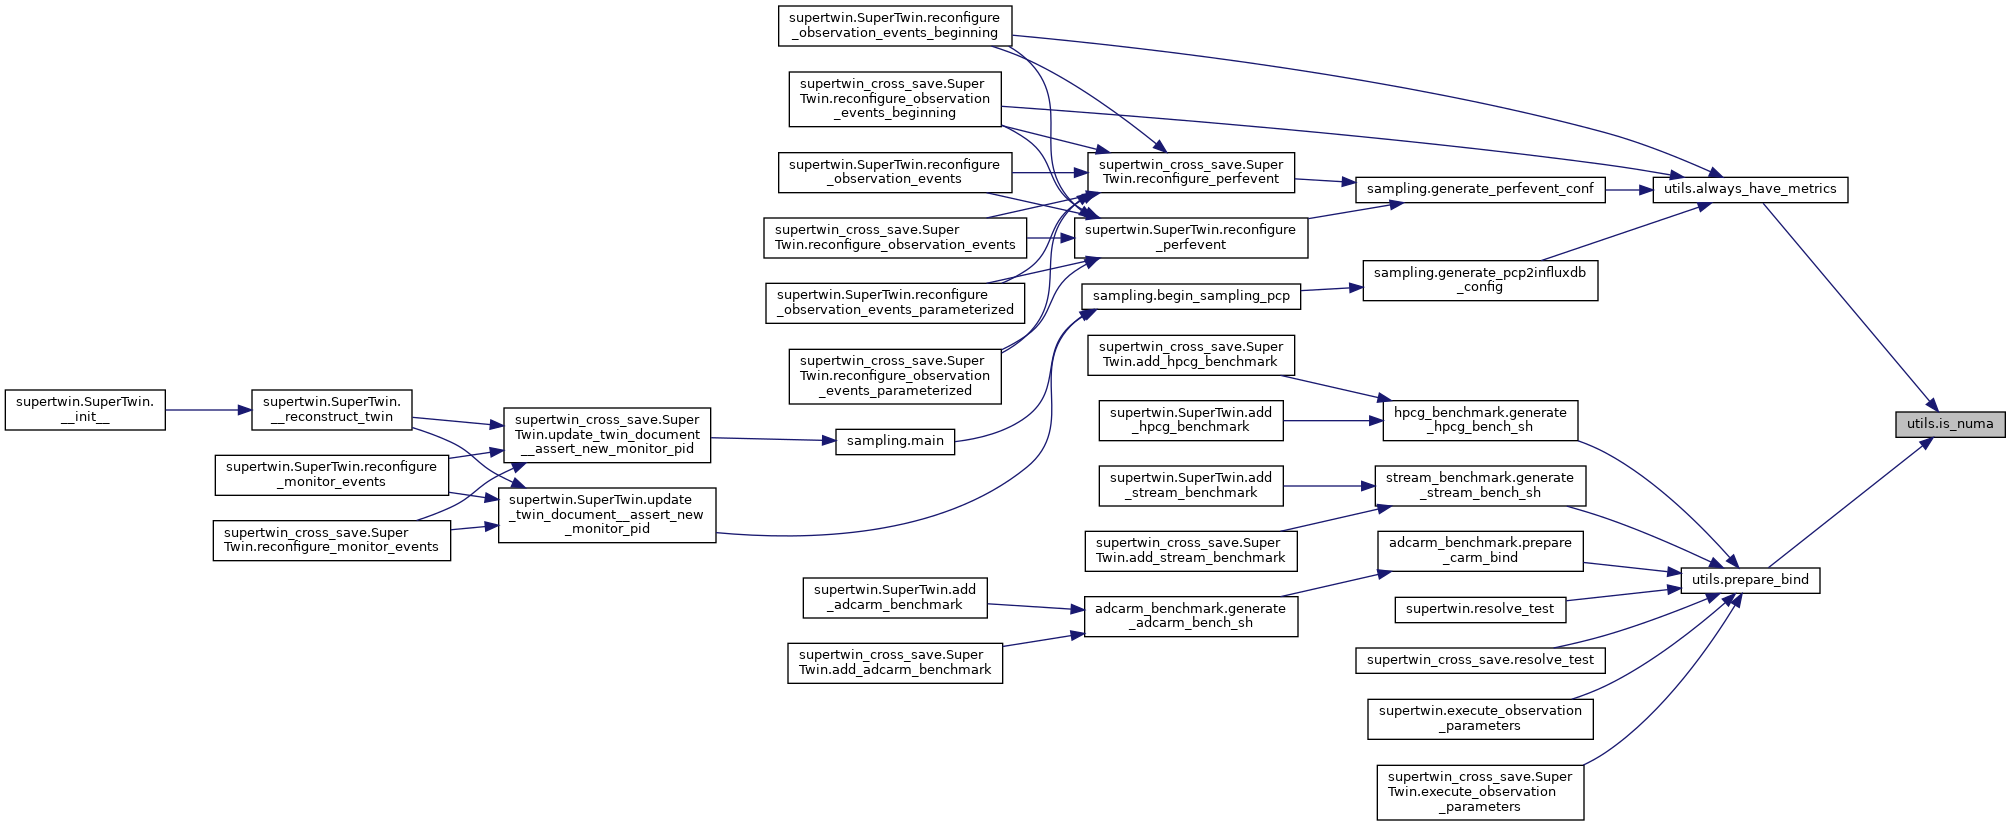 supertwin.SuperTwin.reconfigure
_observation_events_beginning
supertwin_cross_save.Super
Twin.reconfigure_observation
_events_beginning
supertwin.SuperTwin.reconfigure
_observation_events
supertwin_cross_save.Super
Twin.reconfigure_observation_events
supertwin.SuperTwin.reconfigure
_observation_events_parameterized
supertwin_cross_save.Super
Twin.reconfigure_observation
_events_parameterized
supertwin_cross_save.Super
Twin.reconfigure_perfevent
supertwin.SuperTwin.reconfigure
_perfevent
sampling.generate_perfevent_conf
utils.always_have_metrics
sampling.generate_pcp2influxdb
_config
sampling.begin_sampling_pcp
supertwin_cross_save.Super
Twin.add_hpcg_benchmark
supertwin.SuperTwin.add
_hpcg_benchmark
hpcg_benchmark.generate
_hpcg_bench_sh
supertwin.SuperTwin.
__init__
supertwin.SuperTwin.
__reconstruct_twin
supertwin_cross_save.Super
Twin.update_twin_document
__assert_new_monitor_pid
sampling.main
utils.is_numa
supertwin.SuperTwin.reconfigure
_monitor_events
supertwin.SuperTwin.update
_twin_document__assert_new
_monitor_pid
supertwin_cross_save.Super
Twin.reconfigure_monitor_events
supertwin.SuperTwin.add
_stream_benchmark
stream_benchmark.generate
_stream_bench_sh
supertwin_cross_save.Super
Twin.add_stream_benchmark
adcarm_benchmark.prepare
_carm_bind
utils.prepare_bind
supertwin.SuperTwin.add
_adcarm_benchmark
adcarm_benchmark.generate
_adcarm_bench_sh
supertwin.resolve_test
supertwin_cross_save.Super
Twin.add_adcarm_benchmark
supertwin_cross_save.resolve_test
supertwin.execute_observation
_parameters
supertwin_cross_save.Super
Twin.execute_observation
_parameters